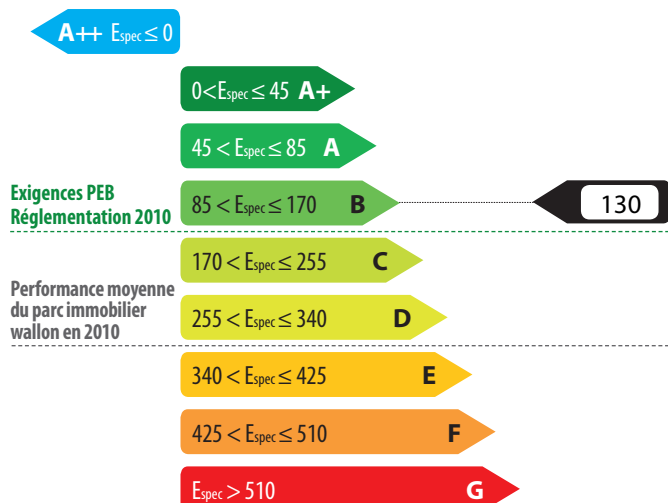 A++ Espec ≤ 0
0<Espec ≤ 45 A+
45 < Espec ≤ 85 A
Exigences PEB
Réglementation 2010
85 < Espec ≤ 170 B
130
170 < Espec ≤ 255 C
Performance moyenne
du parc immobilier
wallon en 2010
255 < Espec ≤ 340 D
340 < Espec ≤ 425 E
425 < Espec ≤ 510 F
Espec > 510 G